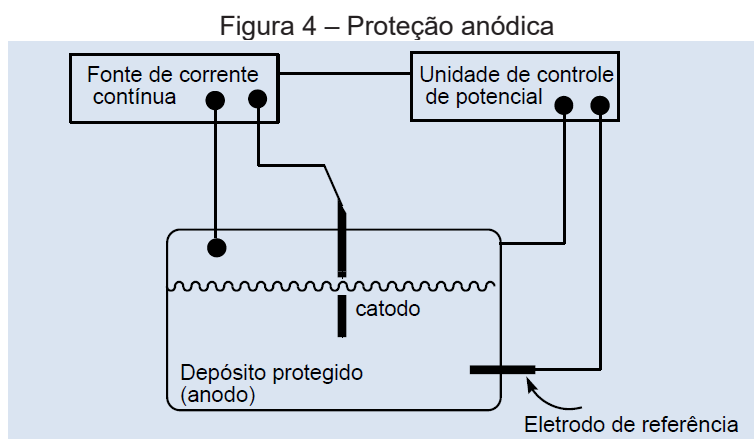 Figura 4 – Proteção anódica
Fonte de corrente
contínua
Unidade de controle
de potencial
catodo
Depósito protegido
(anodo)
Eletrodo de referência